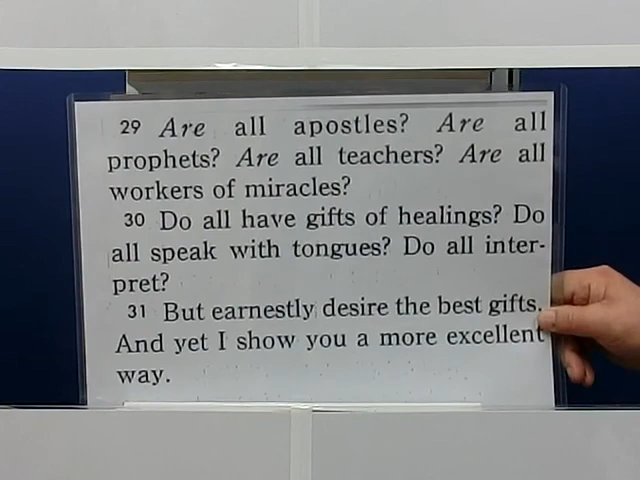 29 Are all apostles? Are all
prophets? Are all teachers? Are all
workers of miracles?
30 Do all have gifts of healings? Do
all speak with tongues? Do all inter-
pret?
31 But earnestly desire the best gifts.
And yet I show you a more excellent
way.